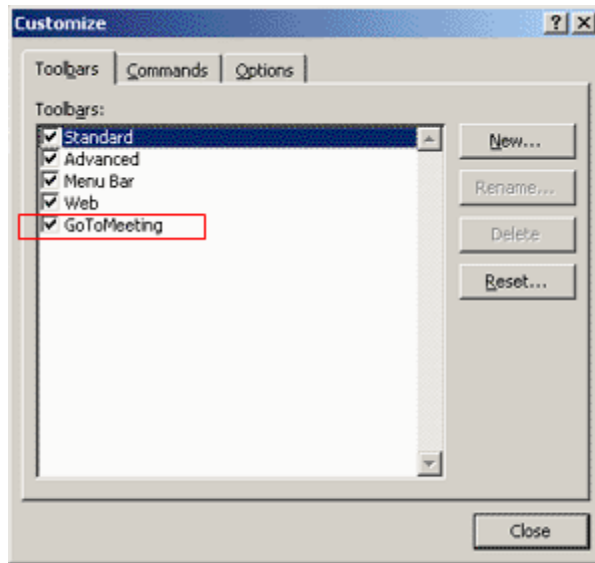 Customize
Toolbars Commands Options
Toolbars:
Standard
Advanced
Menu Bar
Web
GoToMeeting
New...
Rename...
Delete
Reset...
Close